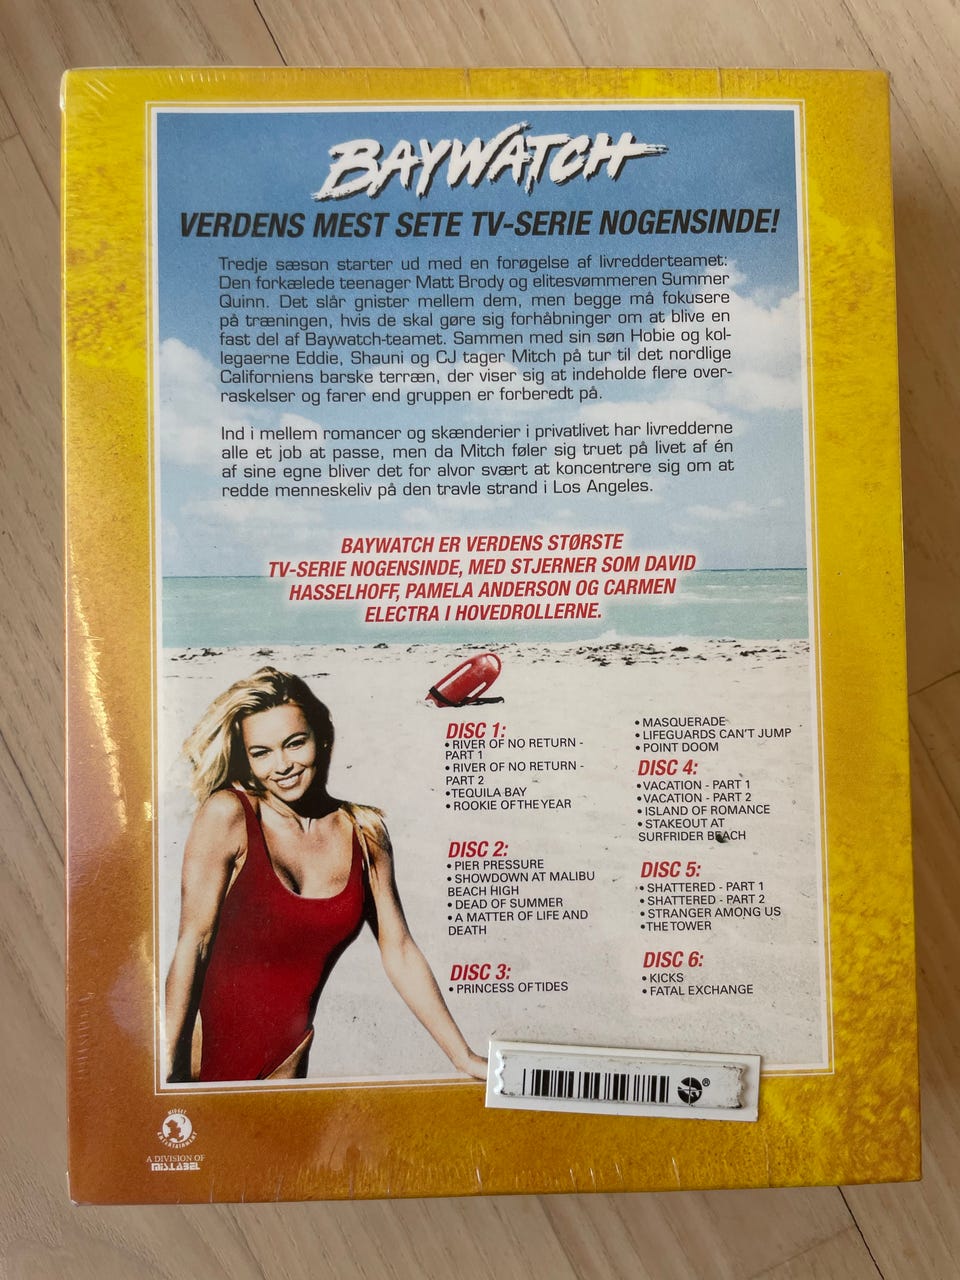 BAYWATCH
VERDENS MEST SETE TV-SERIE NOGENSINDE!
Tredje sæson starter ud med en forøgelse af livredderteamet:
Den forkælede teenager Matt Brody og elitesvømmeren Summer
Quinn. Det slår gnister mellem dem, men begge må fokusere
på træningen, hvis de skal gøre sig forhåbninger om at blive en
fast del af Baywatch-teamet. Sammen med sin søn Hobie og kol-
legaerne Eddie, Shauni og CJ tager Mitch på tur til det nordlige
Californiens barske terræn, der viser sig at indeholde flere over-
raskelser og farer end gruppen er forberedt på.
Ind i mellem romancer og skænderier i privatlivet har livredderne
alle et job at passe, men da Mitch føler sig truet på livet af én
af sine egne bliver det for alvor svært at koncentrere sig om at
redde menneskeliv på den travle strand i Los Angeles.
BAYWATCH ER VERDENS STØRSTE
TV-SERIE NOGENSINDE, MED STJERNER SOM DAVID
HASSELHOFF, PAMELA ANDERSON OG CARMEN
ELECTRA I HOVEDROLLERNE.
DISC 1:
• RIVER OF NO RETURN -
PART 1
• RIVER OF NO RETURN -
PART 2
• TEQUILA BAY
• ROOKIE OF THE YEAR
DISC 2:
• PIER PRESSURE
• SHOWDOWN AT MALIBU
BEACH HIGH
• DEAD OF SUMMER
• A MATTER OF LIFE AND
DEATH
DISC 3:
• PRINCESS OF TIDES
• MASQUERADE
• LIFEGUARDS CAN'T JUMP
• POINT DOOM
DISC 4:
• VACATION - PART 1
• VACATION - PART 2
• ISLAND OF ROMANCE
• STAKEOUT AT
SURFRIDER BEACH
DISC 5:
• SHATTERED - PART 1
• SHATTERED - PART 2
• STRANGER AMONG US
• THE TOWER
DISC 6:
• KICKS
• FATAL EXCHANGE
MIDGET
ENTERTAINMENT
A DIVISION OF
MIS.LABEL